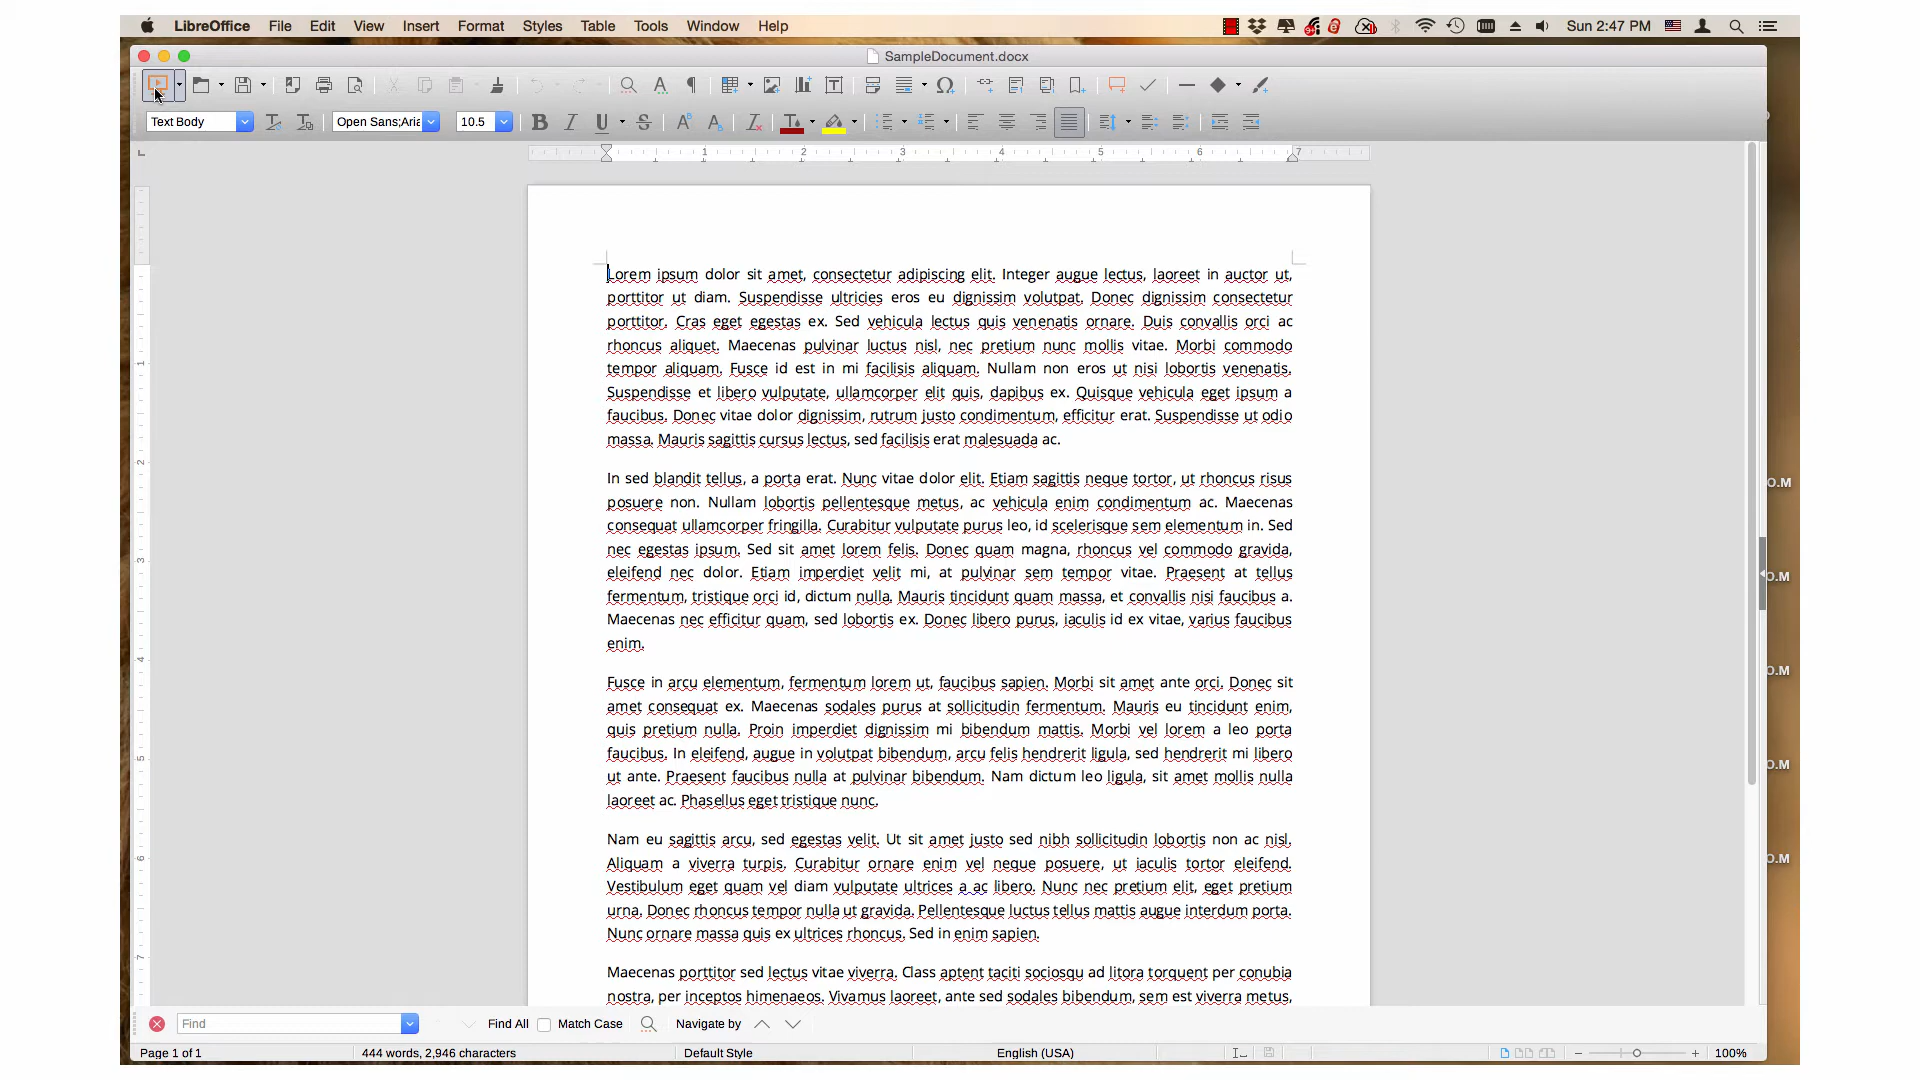 LibreOffice File Edit View Insert Format Styles Table Tools Window Help Sun 2:47 PM
SampleDocument.docx
Text Body Open Sans;Aria 10.5
1 2 3 4 5 6 7
Lorem ipsum dolor sit amet, consectetur adipiscing elit. Integer augue lectus, laoreet in auctor ut,
porttitor ut diam. Suspendisse ultricies eros eu dignissim volutpat. Donec dignissim consectetur
porttitor. Cras eget egestas ex. Sed vehicula lectus quis venenatis ornare. Duis convallis orci ac
rhoncus aliquet. Maecenas pulvinar luctus nisl, nec pretium nunc mollis vitae. Morbi commodo
tempor aliquam. Fusce id est in mi facilisis aliquam. Nullam non eros ut nisi lobortis venenatis.
Suspendisse et libero vulputate, ullamcorper elit quis, dapibus ex. Quisque vehicula eget ipsum a
faucibus. Donec vitae dolor dignissim, rutrum justo condimentum, efficitur erat. Suspendisse ut odio
massa. Mauris sagittis cursus lectus, sed facilisis erat malesuada ac.
In sed blandit tellus, a porta erat. Nunc vitae dolor elit. Etiam sagittis neque tortor, ut rhoncus risus
posuere non. Nullam lobortis pellentesque metus, ac vehicula enim condimentum ac. Maecenas
consequat ullamcorper fringilla. Curabitur vulputate purus leo, id scelerisque sem elementum in. Sed
nec egestas ipsum. Sed sit amet lorem felis. Donec quam magna, rhoncus vel commodo gravida,
eleifend nec dolor. Etiam imperdiet velit mi, at pulvinar sem tempor vitae. Praesent at tellus
fermentum, tristique orci id, dictum nulla. Mauris tincidunt quam massa, et convallis nisi faucibus a.
Maecenas nec efficitur quam, sed lobortis ex. Donec libero purus, iaculis id ex vitae, varius faucibus
enim.
Fusce in arcu elementum, fermentum lorem ut, faucibus sapien. Morbi sit amet ante orci. Donec sit
amet consequat ex. Maecenas sodales purus at sollicitudin fermentum. Mauris eu tincidunt enim,
quis pretium nulla. Proin imperdiet dignissim mi bibendum mattis. Morbi vel lorem a leo porta
faucibus. In eleifend, augue in volutpat bibendum, arcu felis hendrerit ligula, sed hendrerit mi libero
ut ante. Praesent faucibus nulla at pulvinar bibendum. Nam dictum leo ligula, sit amet mollis nulla
laoreet ac. Phasellus eget tristique nunc.
Nam eu sagittis arcu, sed egestas velit. Ut sit amet justo sed nibh sollicitudin lobortis non ac nisl.
Aliquam a viverra turpis. Curabitur ornare enim vel neque posuere, ut iaculis tortor eleifend.
Vestibulum eget quam vel diam vulputate ultrices a ac libero. Nunc nec pretium elit, eget pretium
urna. Donec rhoncus tempor nulla ut gravida. Pellentesque luctus tellus mattis augue interdum porta.
Nunc ornare massa quis ex ultrices rhoncus. Sed in enim sapien.
Maecenas porttitor sed lectus vitae viverra. Class aptent taciti sociosqu ad litora torquent per conubia
nostra, per inceptos himenaeos. Vivamus laoreet, ante sed sodales bibendum, sem est viverra metus,
1
2
3
4
5
6
7
O.M
O.M
O.M
O.M
O.M
Find Find All Match Case Navigate by
Page 1 of 1 444 words, 2,946 characters Default Style English (USA) 100%